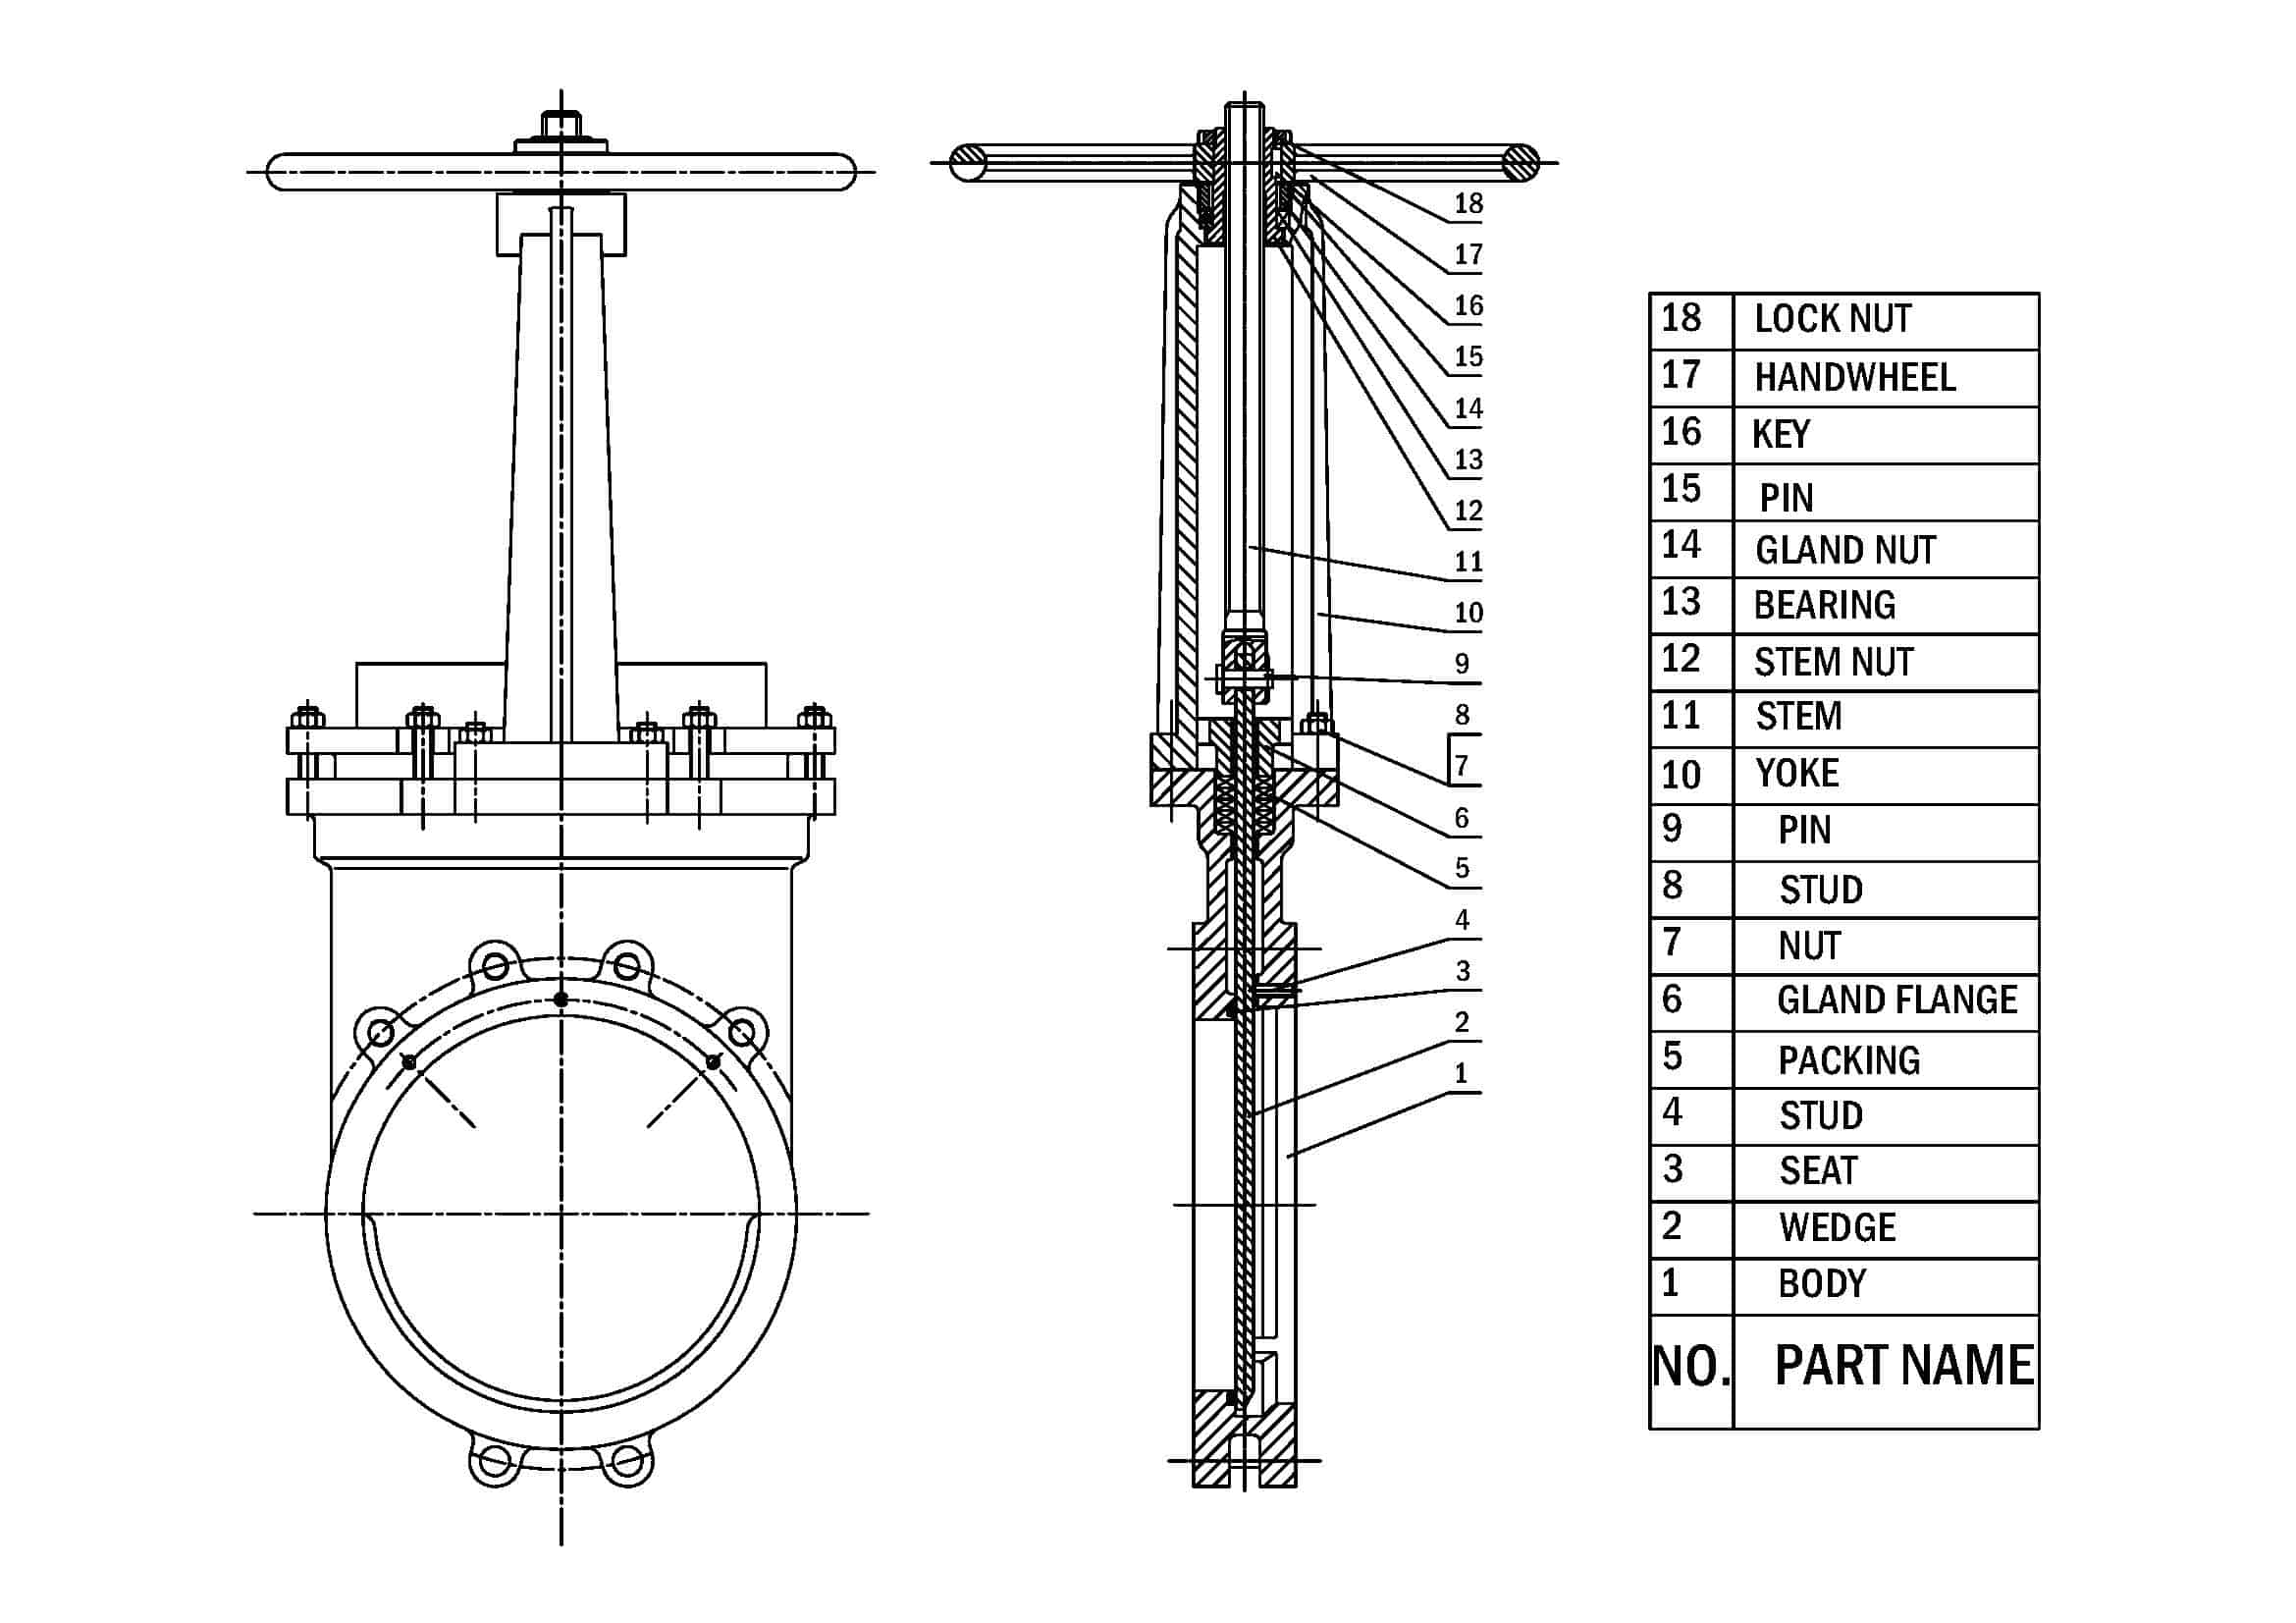 18
17
16
15
14
13
12
11
10
9
8
7
6
5
4
3
2
1
18 LOCK NUT
17 HANDWHEEL
16 KEY
15 PIN
14 GLAND NUT
13 BEARING
12 STEM NUT
11 STEM
10 YOKE
9 PIN
8 STUD
7 NUT
6 GLAND FLANGE
5 PACKING
4 STUD
3 SEAT
2 WEDGE
1 BODY
NO. PART NAME